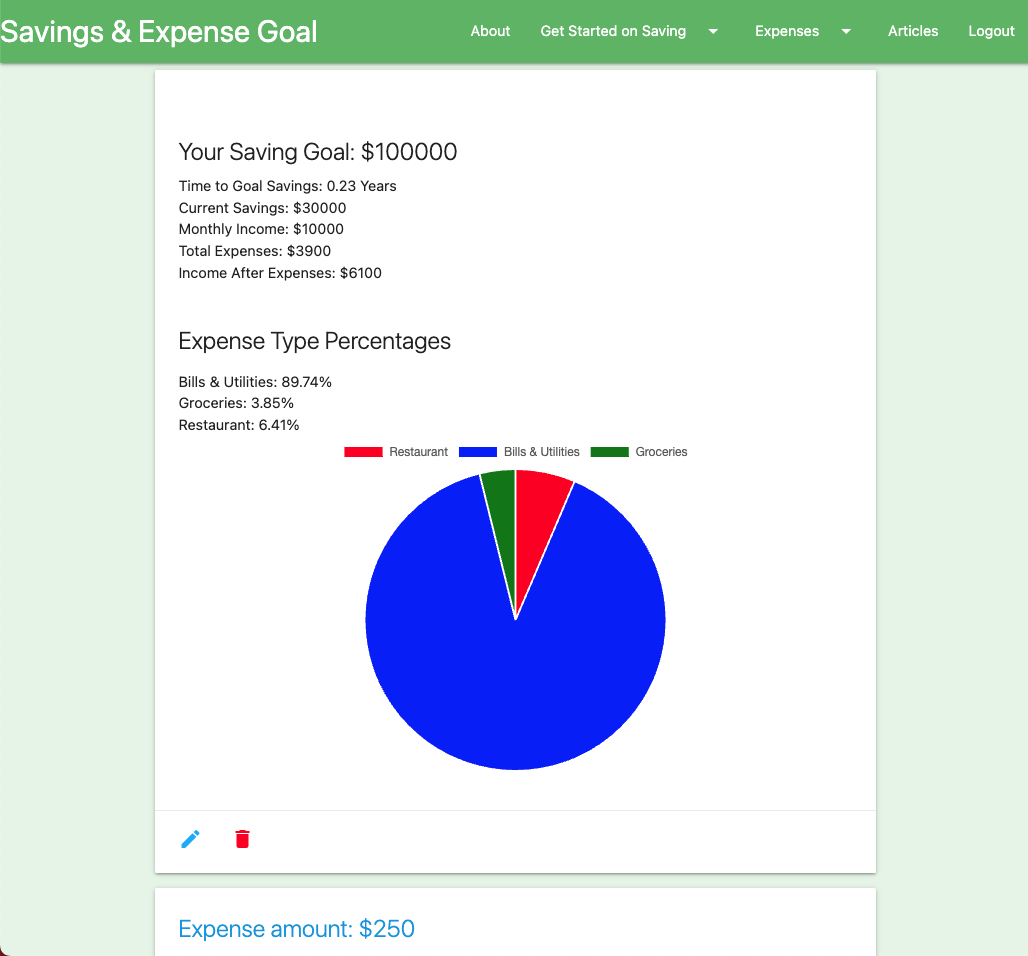 Savings & Expense Goal
About Get Started on Saving Expenses Articles Logout
Your Saving Goal: $100000
Time to Goal Savings: 0.23 Years
Current Savings: $30000
Monthly Income: $10000
Total Expenses: $3900
Income After Expenses: $6100
Expense Type Percentages
Bills & Utilities: 89.74%
Groceries: 3.85%
Restaurant: 6.41%
Restaurant Bills & Utilities Groceries
Expense amount: $250